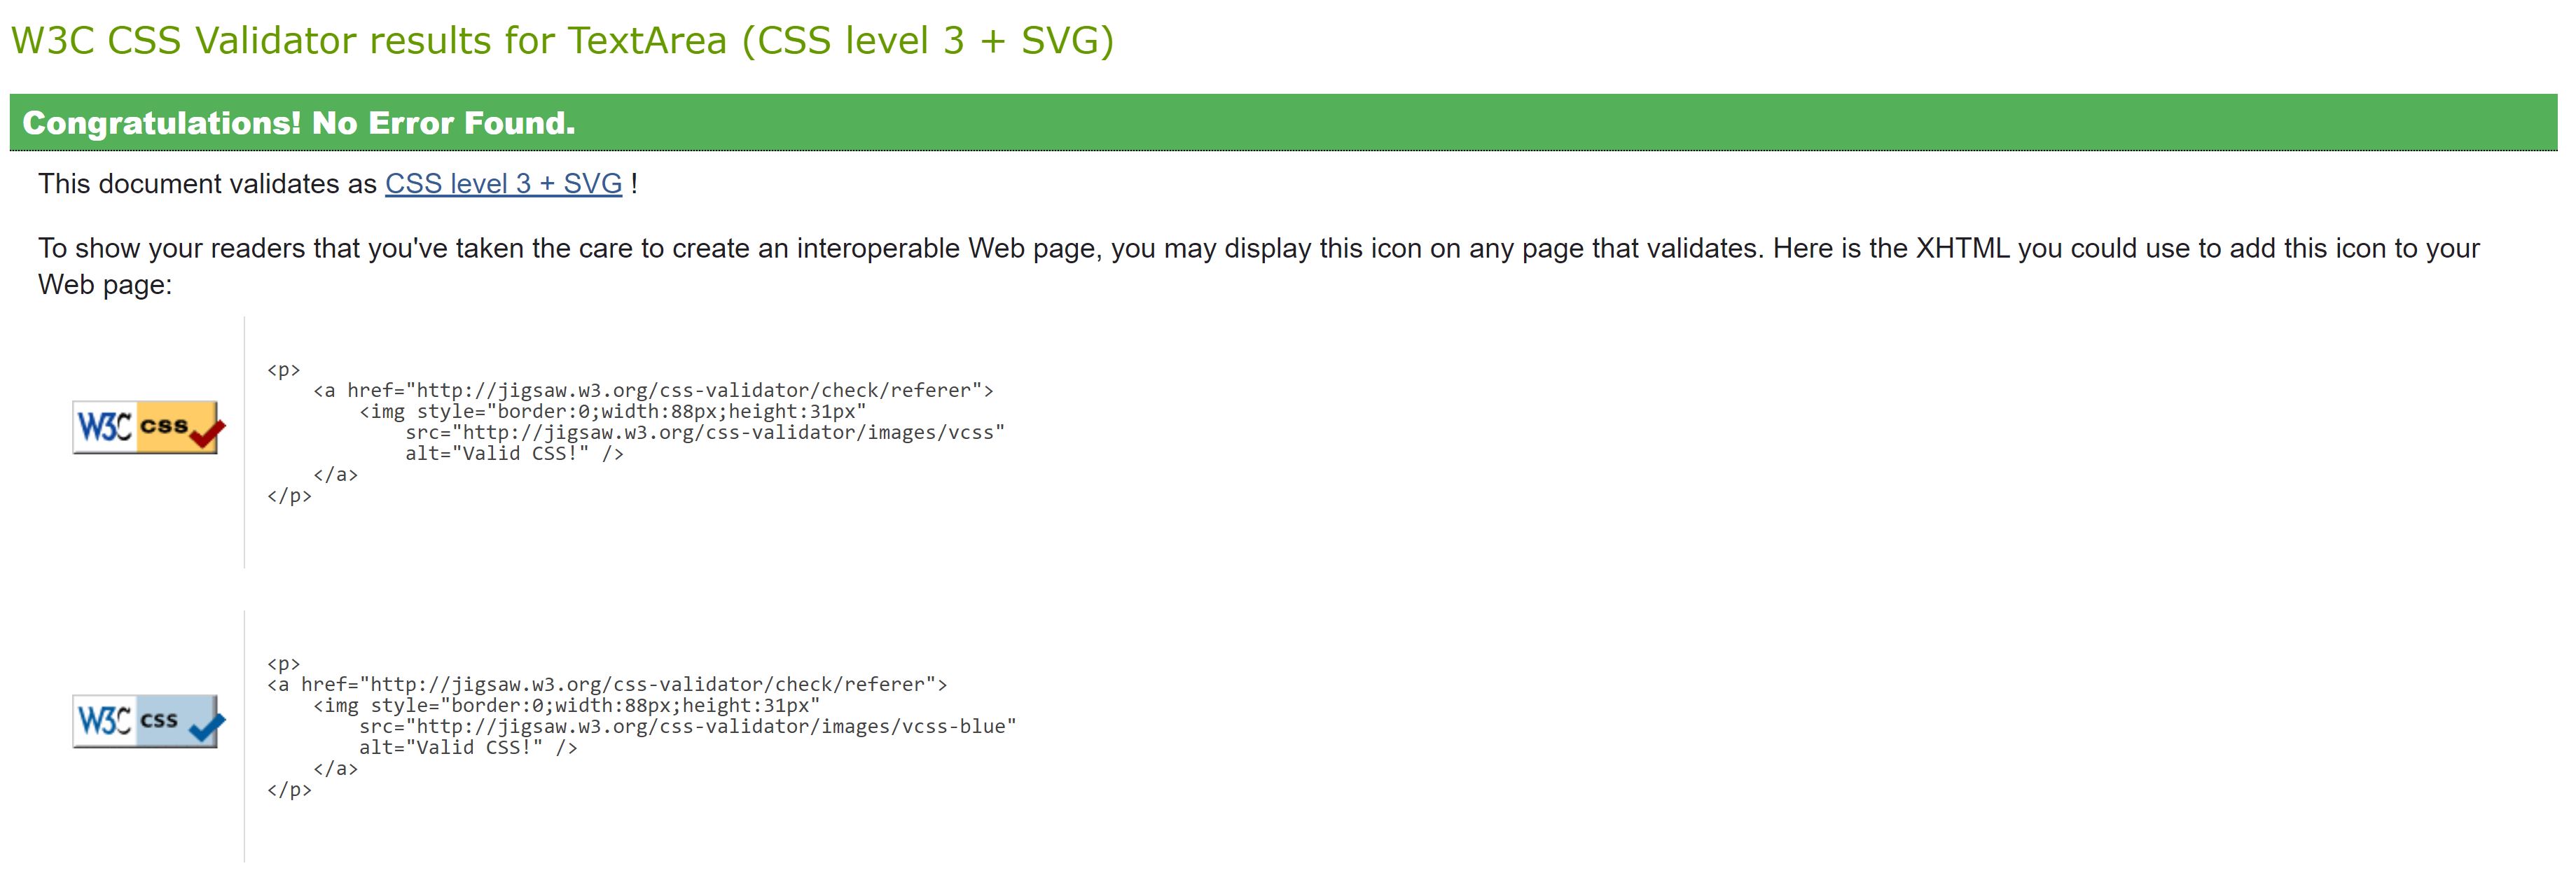 W3C CSS Validator results for TextArea (CSS level 3 + SVG)
Congratulations! No Error Found.
This document validates as CSS level 3 + SVG !
To show your readers that you've taken the care to create an interoperable Web page, you may display this icon on any page that validates. Here is the XHTML you could use to add this icon to your
Web page:
W3C css
<p>
    <a href="http://jigsaw.w3.org/css-validator/check/referer">
        <img style="border:0;width:88px;height:31px"
            src="http://jigsaw.w3.org/css-validator/images/vcss"
            alt="Valid CSS!" />
    </a>
</p>
W3C css
<p>
<a href="http://jigsaw.w3.org/css-validator/check/referer">
    <img style="border:0;width:88px;height:31px"
        src="http://jigsaw.w3.org/css-validator/images/vcss-blue"
        alt="Valid CSS!" />
    </a>
</p>